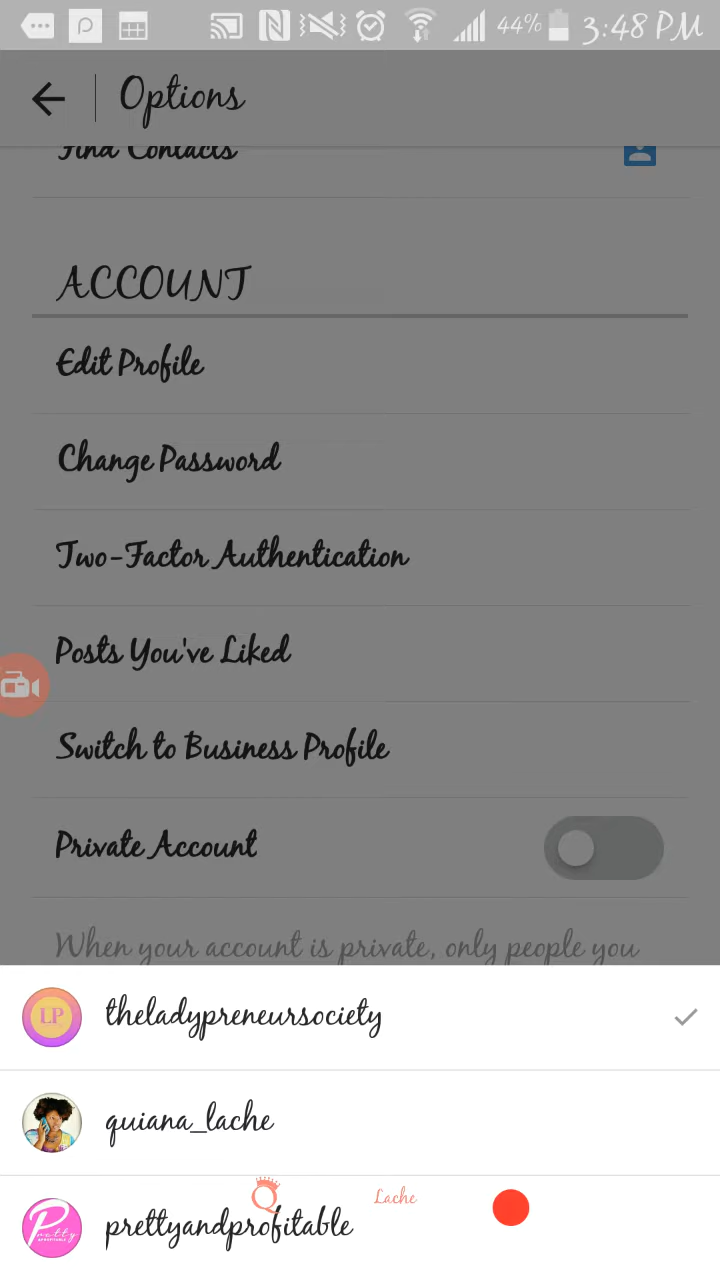 44% 3:48 PM
Options
Find Contacts
ACCOUNT
Edit Profile
Change Password
Two-Factor Authentication
Posts You've Liked
Switch to Business Profile
Private Account
When your account is private, only people you
LP theladypreneursociety
quiana_lache
Q Lache
Pretty prettyandprofitable